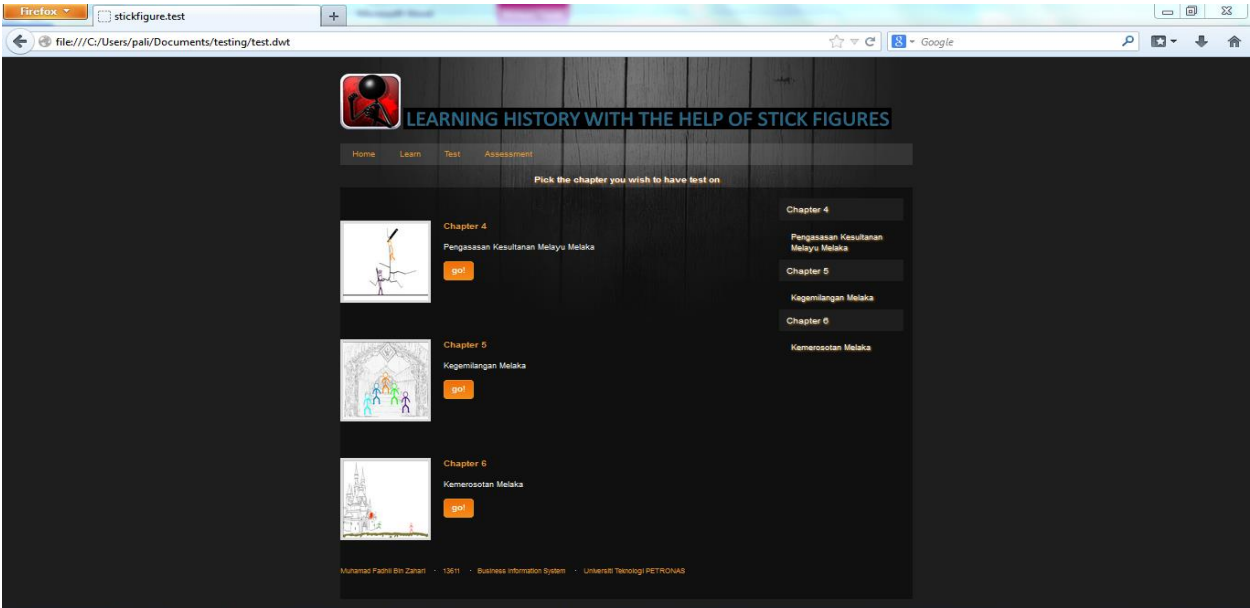 Firefox
stickfigure.test
file:///C:/Users/pali/Documents/testing/test.dwt
Google
LEARNING HISTORY WITH THE HELP OF STICK FIGURES
Home Learn Test Assessment
Pick the chapter you wish to have test on
Chapter 4
Pengasasan Kesultanan Melayu Melaka
go!
Chapter 5
Kegemilangan Melaka
go!
Chapter 6
Kemerosotan Melaka
go!
Chapter 4
Pengasasan Kesultanan
Melayu Melaka
Chapter 5
Kegemilangan Melaka
Chapter 6
Kemerosotan Melaka
Muhamad Fadhil Bin Zahari · 13611 · Business Information System · Universiti Teknologi PETRONAS